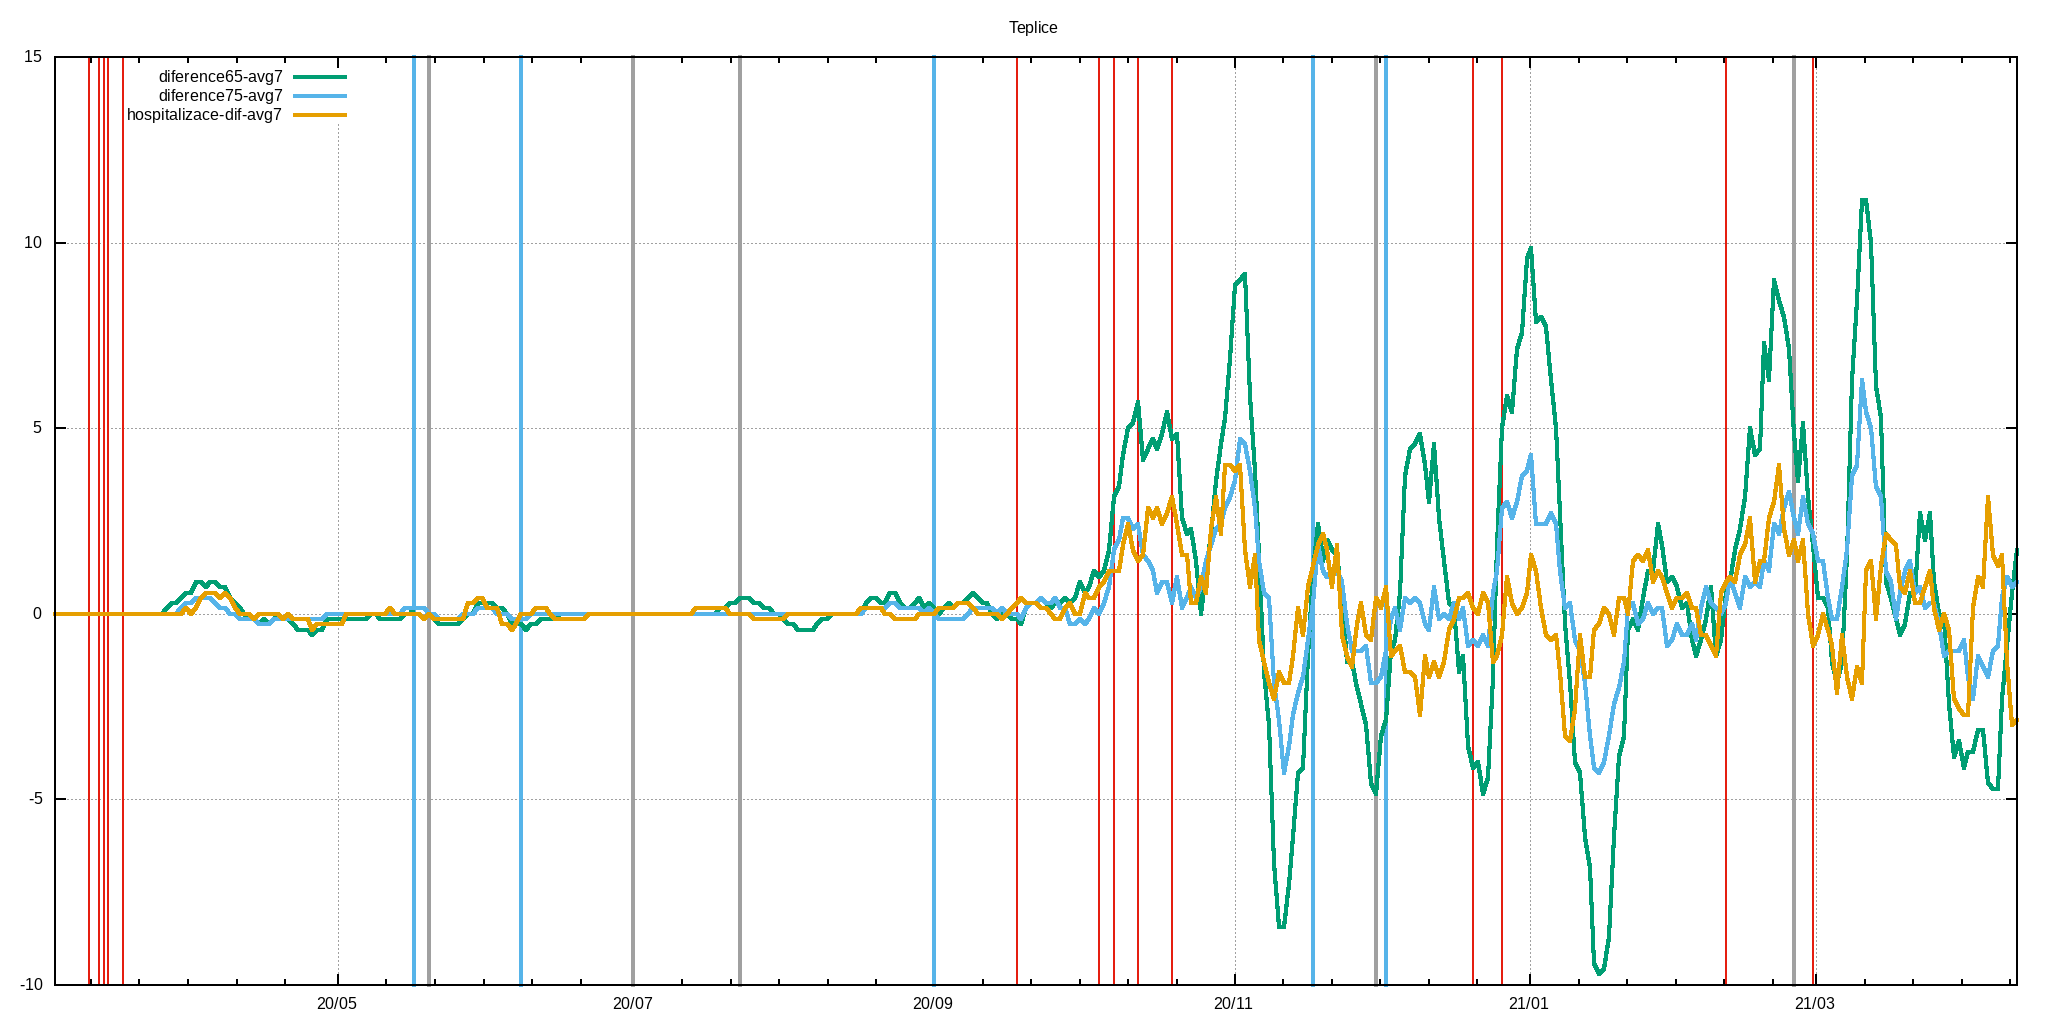 Teplice
15
diference65-avg7
diference75-avg7
hospitalizace-dif-avg7
10
5
0
-5
-10
20/05 20/07 20/09 20/11 21/01 21/03